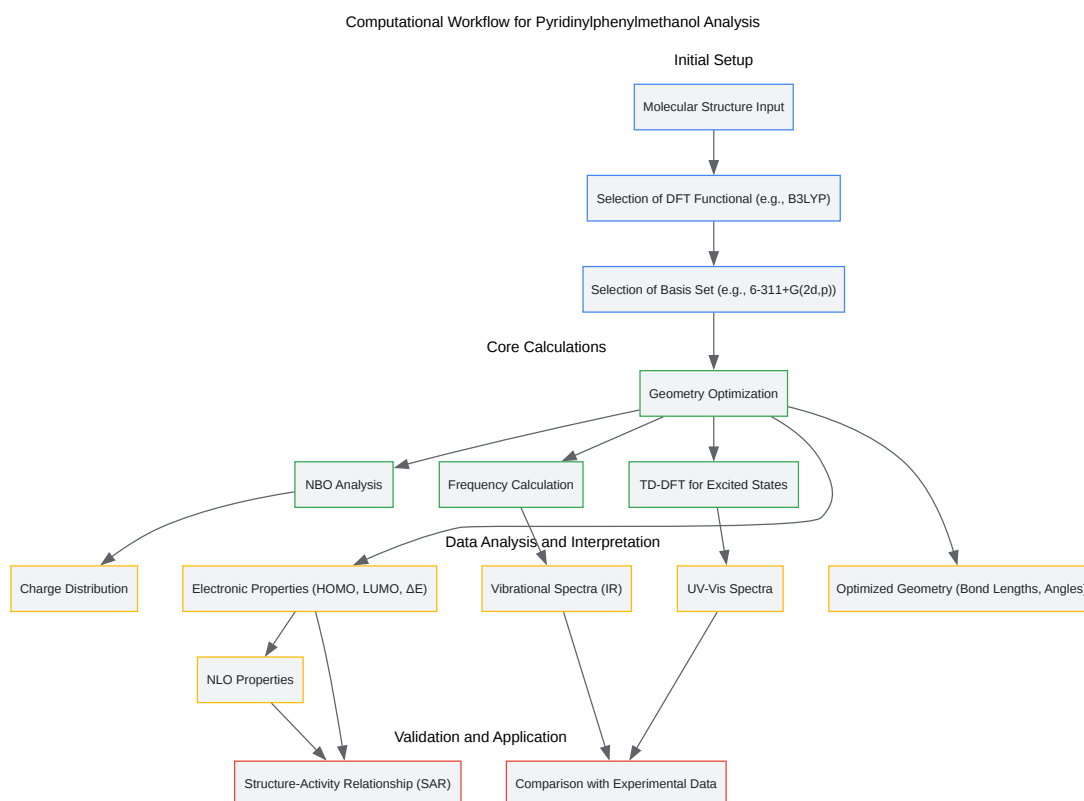 Computational Workflow for Pyridinylphenylmethanol Analysis
Initial Setup
Molecular Structure Input
Selection of DFT Functional (e.g., B3LYP)
Selection of Basis Set (e.g., 6-311+G(2d,p))
Core Calculations
Geometry Optimization
NBO Analysis
Frequency Calculation
TD-DFT for Excited States
Data Analysis and Interpretation
Charge Distribution
Electronic Properties (HOMO, LUMO, ΔE)
Vibrational Spectra (IR)
UV-Vis Spectra
Optimized Geometry (Bond Lengths, Angles)
NLO Properties
Validation and Application
Structure-Activity Relationship (SAR)
Comparison with Experimental Data